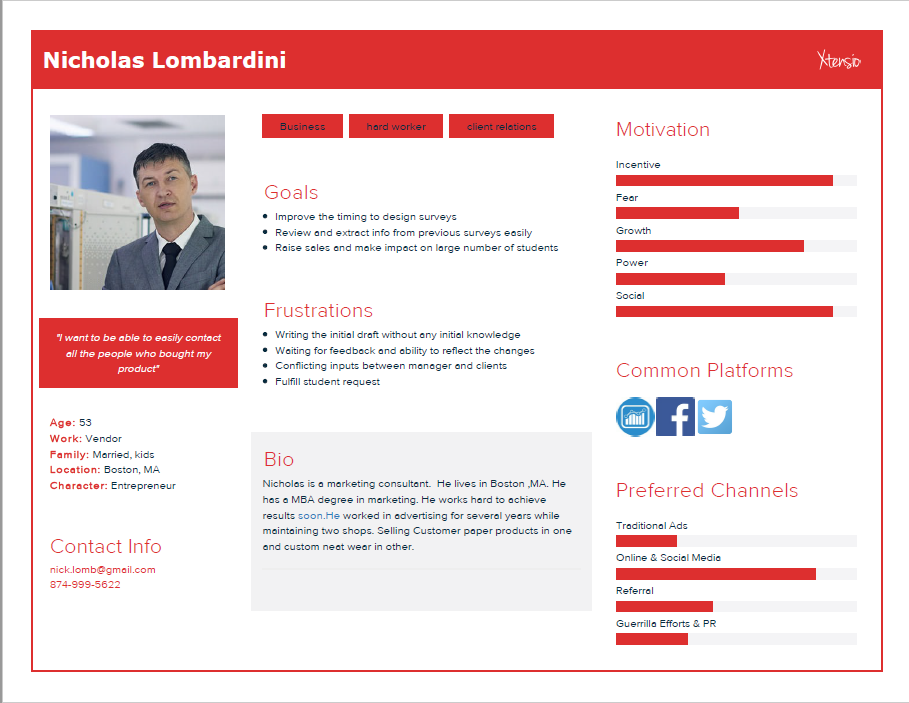 Nicholas Lombardini
Xtensio
Business
hard worker
client relations
Goals
Improve the timing to design surveys
Review and extract info from previous surveys easily
Raise sales and make impact on large number of students
Frustrations
Writing the initial draft without any initial knowledge
Waiting for feedback and ability to reflect the changes
Conflicting inputs between manager and clients
Fulfill student request
"I want to be able to easily contact
all the people who bought my
product"
Age: 53
Work: Vendor
Family: Married, kids
Location: Boston, MA
Character: Entrepreneur
Contact Info
nick.lomb@gmail.com
874-999-5622
Bio
Nicholas is a marketing consultant.  He lives in Boston ,MA. He
has a MBA degree in marketing. He works hard to achieve
results soon.He worked in advertising for several years while
maintaining two shops. Selling Customer paper products in one
and custom neat wear in other.
Motivation
Incentive
Fear
Growth
Power
Social
Common Platforms
Preferred Channels
Traditional Ads
Online & Social Media
Referral
Guerrilla Efforts & PR